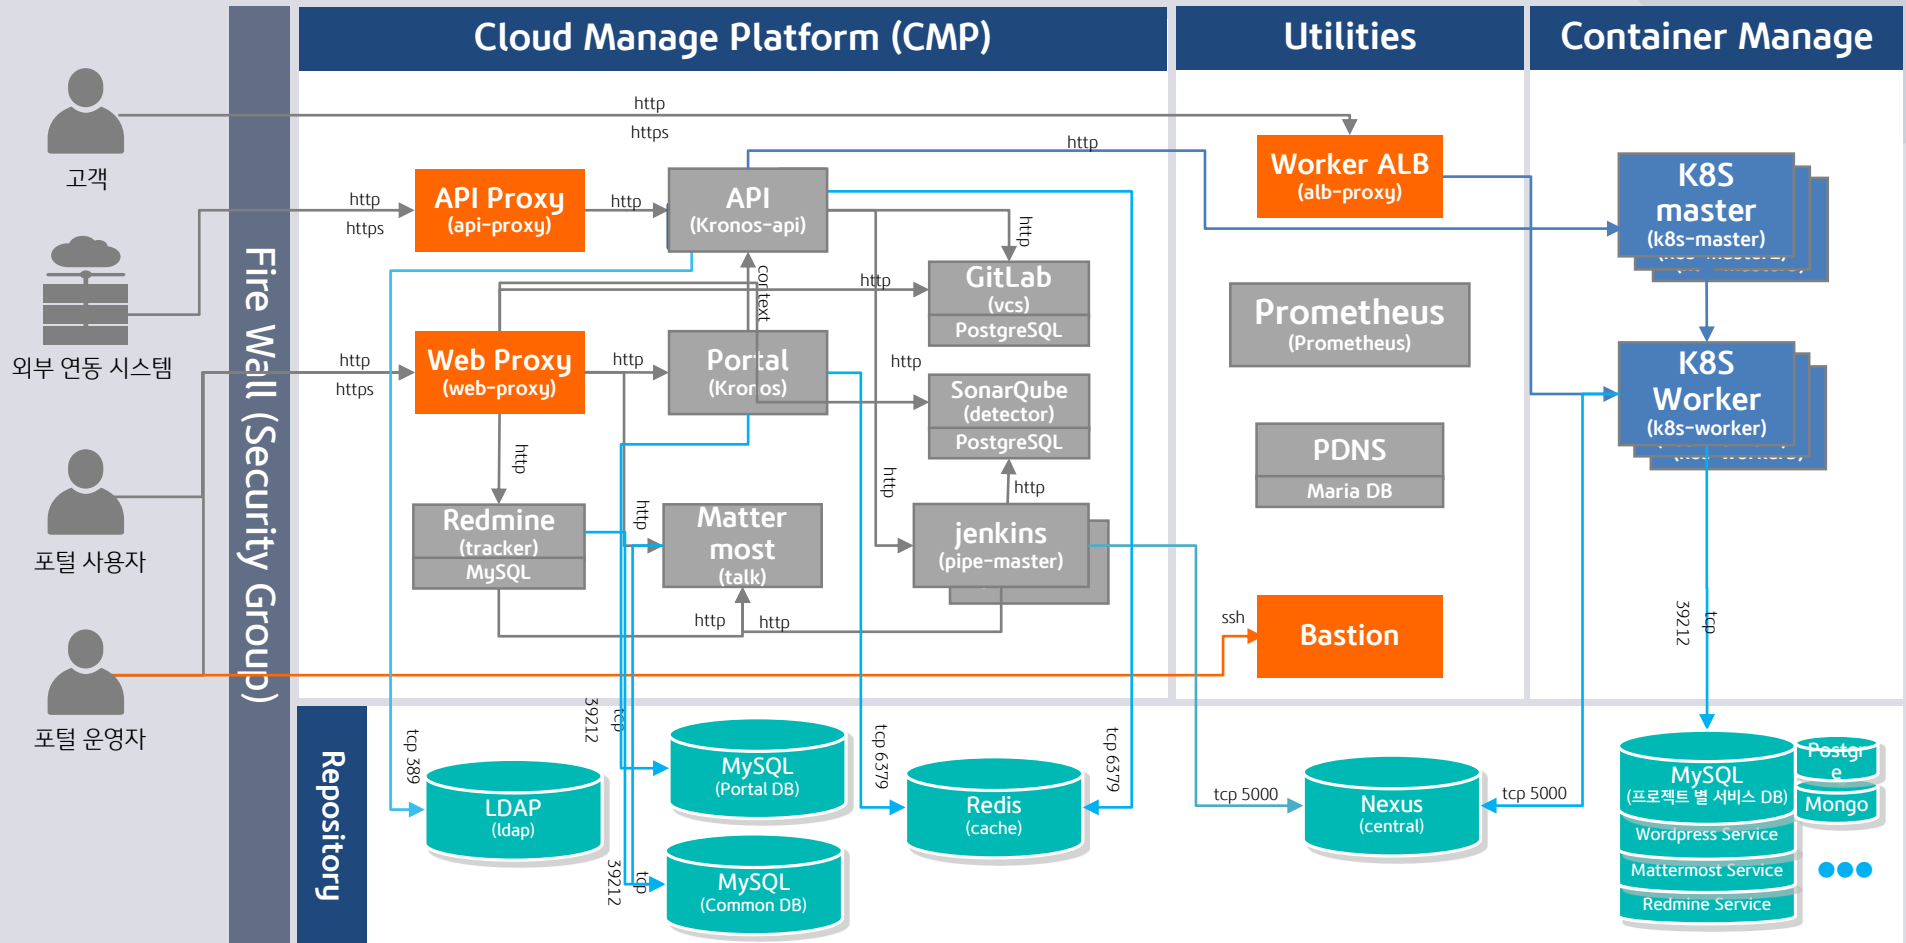 Cloud Manage Platform (CMP)
Utilities
Container Manage
고객
외부 연동 시스템
포털 사용자
포털 운영자
Fire Wall (Security Group)
http
https
http
https
http
https
API Proxy
(api-proxy)
http
API
(Kronos-api)
http
http
context
http
GitLab
(vcs)
PostgreSQL
Web Proxy
(web-proxy)
http
Portal
(Kronos)
http
SonarQube
(detector)
PostgreSQL
http
http
http
http
Redmine
(tracker)
MySQL
Matter
most
(talk)
jenkins
(pipe-master)
http
http
Worker ALB
(alb-proxy)
Prometheus
(Prometheus)
PDNS
Maria DB
ssh
Bastion
K8S
master
(k8s-master)
K8S
Worker
(k8s-worker)
tcp
39212
Repository
tcp 389
LDAP
(ldap)
tcp
39212
MySQL
(Portal DB)
tcp
39212
MySQL
(Common DB)
tcp 6379
Redis
(cache)
tcp 6379
tcp 5000
Nexus
(central)
tcp 5000
MySQL
(프로젝트 별 서비스 DB)
Wordpress Service
Mattermost Service
Redmine Service
Postgr
e
Mongo